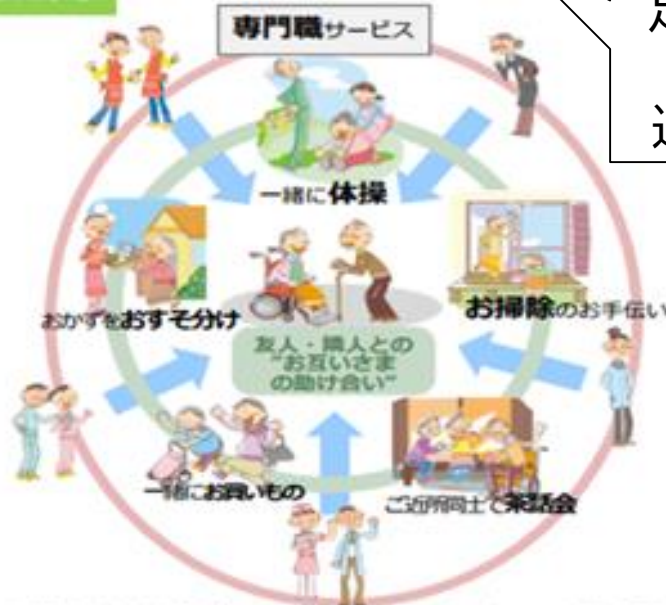 専門職サービス
一緒に体操
おかずをおすそ分け
お掃除のお手伝い
友人・隣人との
"お互いさま
の助け合い"
一緒にお買いもの
ご近所同士で茶話会